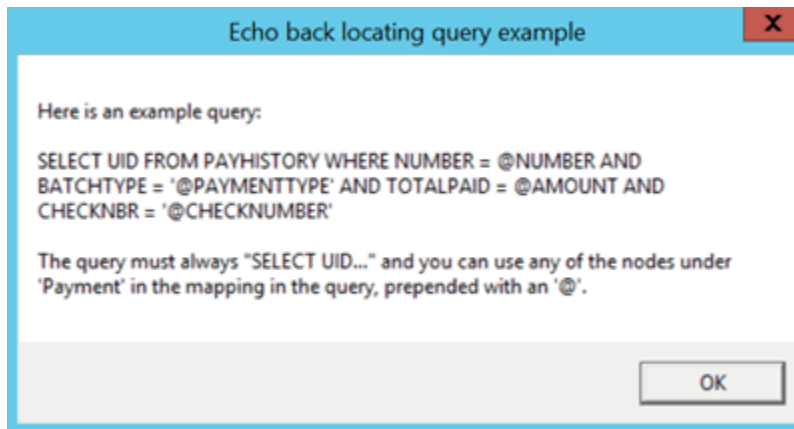 Echo back locating query example
x
Here is an example query:
SELECT UID FROM PAYHISTORY WHERE NUMBER = @NUMBER AND
BATCHTYPE = '@PAYMENTTYPE' AND TOTALPAID = @AMOUNT AND
CHECKNBR = '@CHECKNUMBER'
The query must always "SELECT UID..." and you can use any of the nodes under
'Payment' in the mapping in the query, prepended with an '@'.
OK